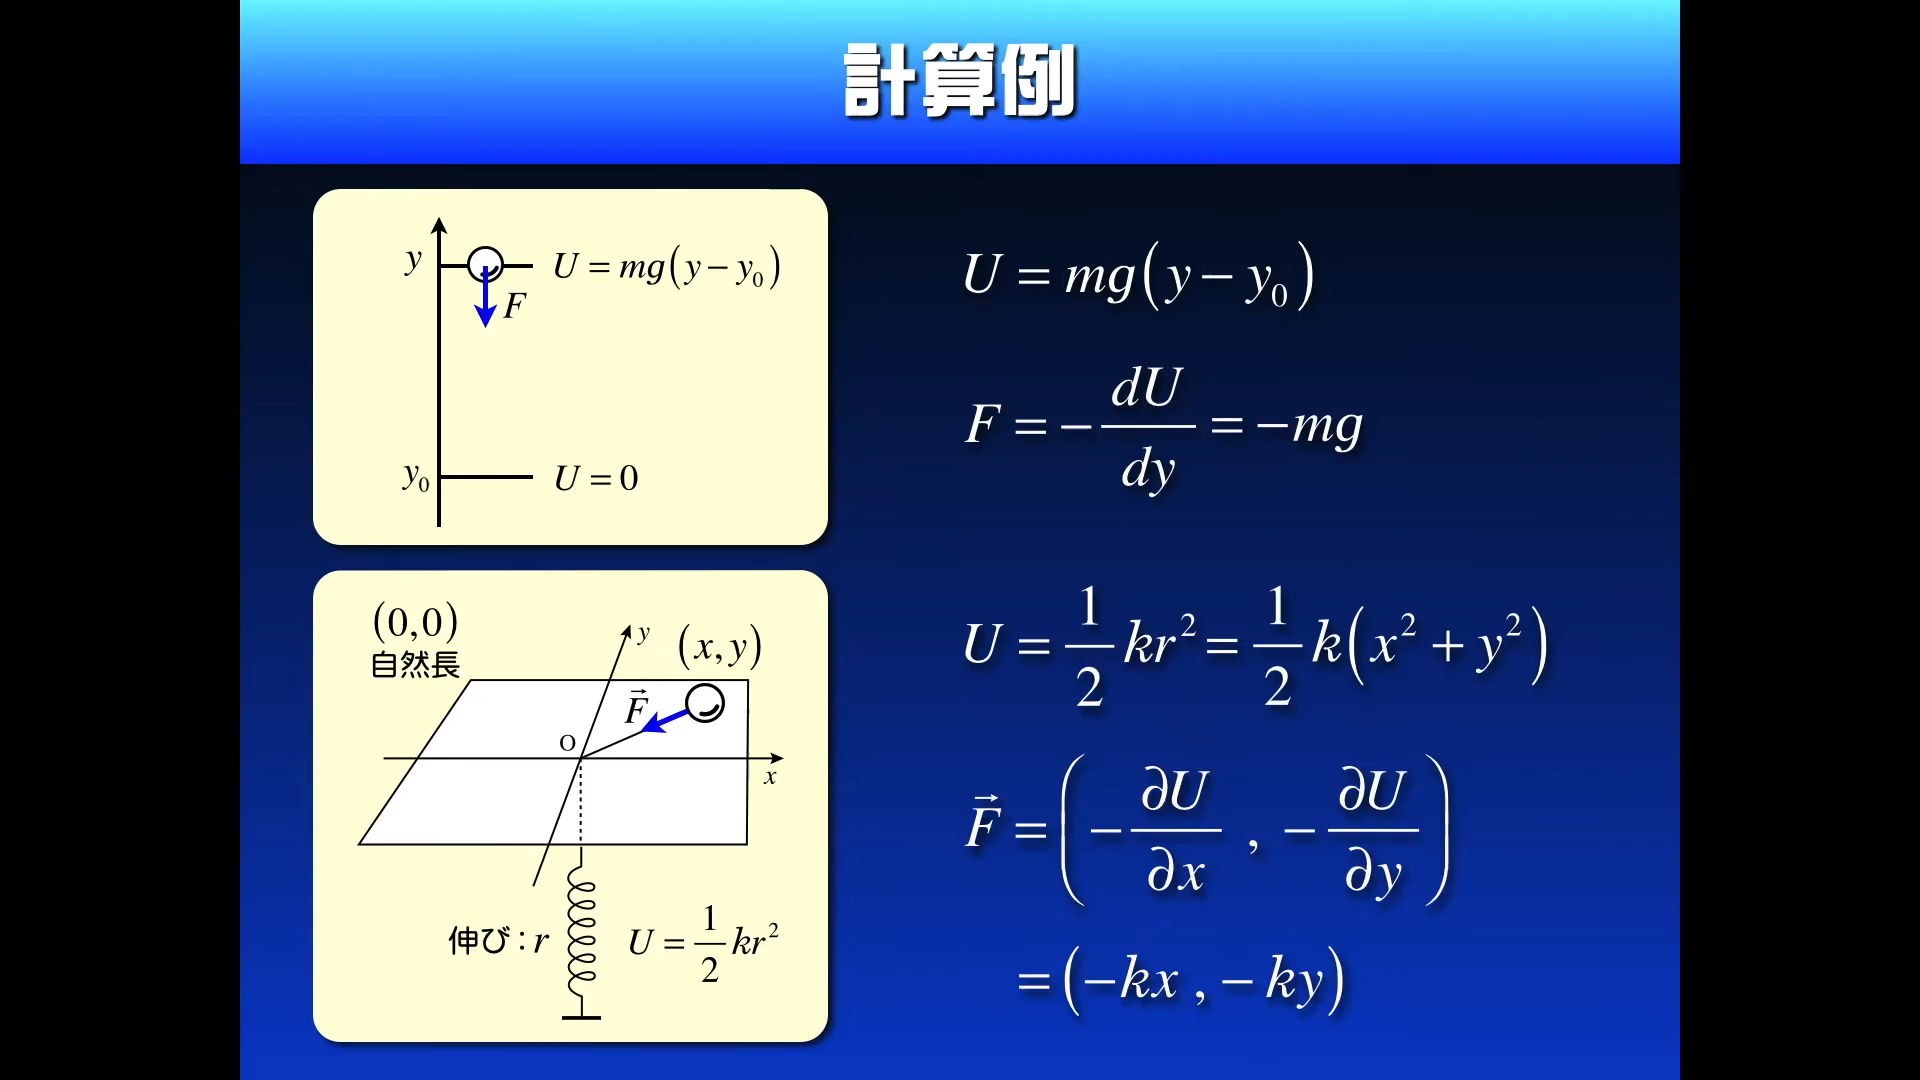 計算例
y
U = mg(y − y₀)
F
y₀
U = 0
U = mg(y − y₀)
F = − dU/dy = −mg
(0,0)
自然長
y
(x, y)
F⃗
O
x
伸び：r
U = 1/2 kr²
U = 1/2 kr² = 1/2 k(x² + y²)
F⃗ = (− ∂U/∂x , − ∂U/∂y)
= (−kx , − ky)